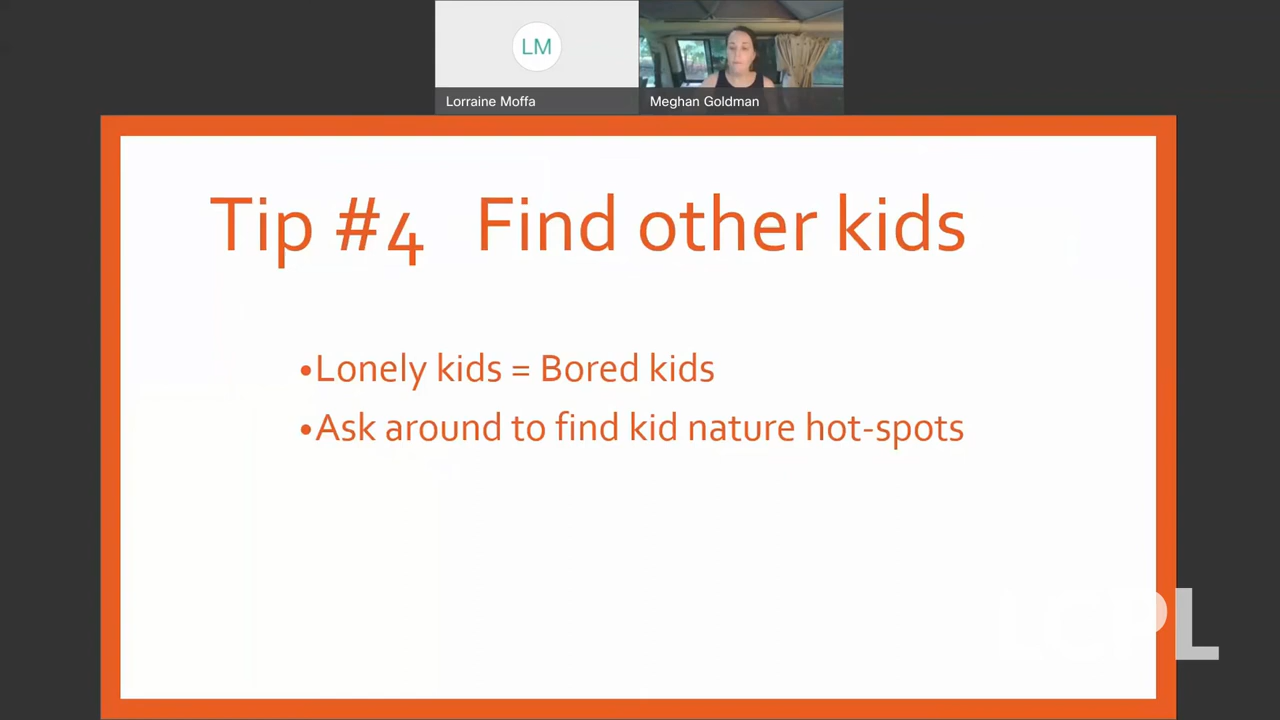 LM
Lorraine Moffa
Meghan Goldman
Tip #4 Find other kids
•Lonely kids = Bored kids
•Ask around to find kid nature hot-spots
LCPL